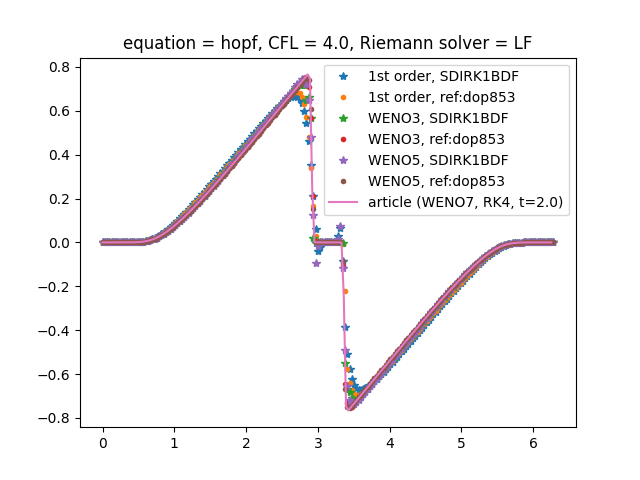 equation = hopf, CFL = 4.0, Riemann solver = LF
0.8
0.6
0.4
0.2
0.0
−0.2
−0.4
−0.6
−0.8
1st order, SDIRK1BDF
1st order, ref:dop853
WENO3, SDIRK1BDF
WENO3, ref:dop853
WENO5, SDIRK1BDF
WENO5, ref:dop853
article (WENO7, RK4, t=2.0)
0 1 2 3 4 5 6